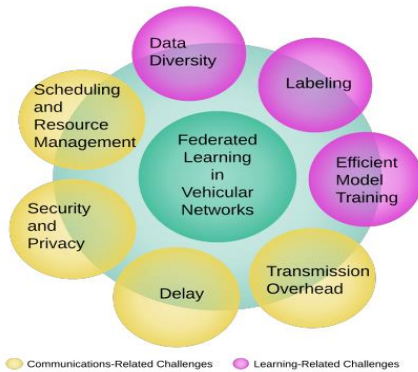 Data
Diversity
Labeling
Scheduling
and
Resource
Management
Federated
Learning
in
Vehicular
Networks
Efficient
Model
Training
Security
and
Privacy
Delay
Transmission
Overhead
Communications-Related Challenges
Learning-Related Challenges